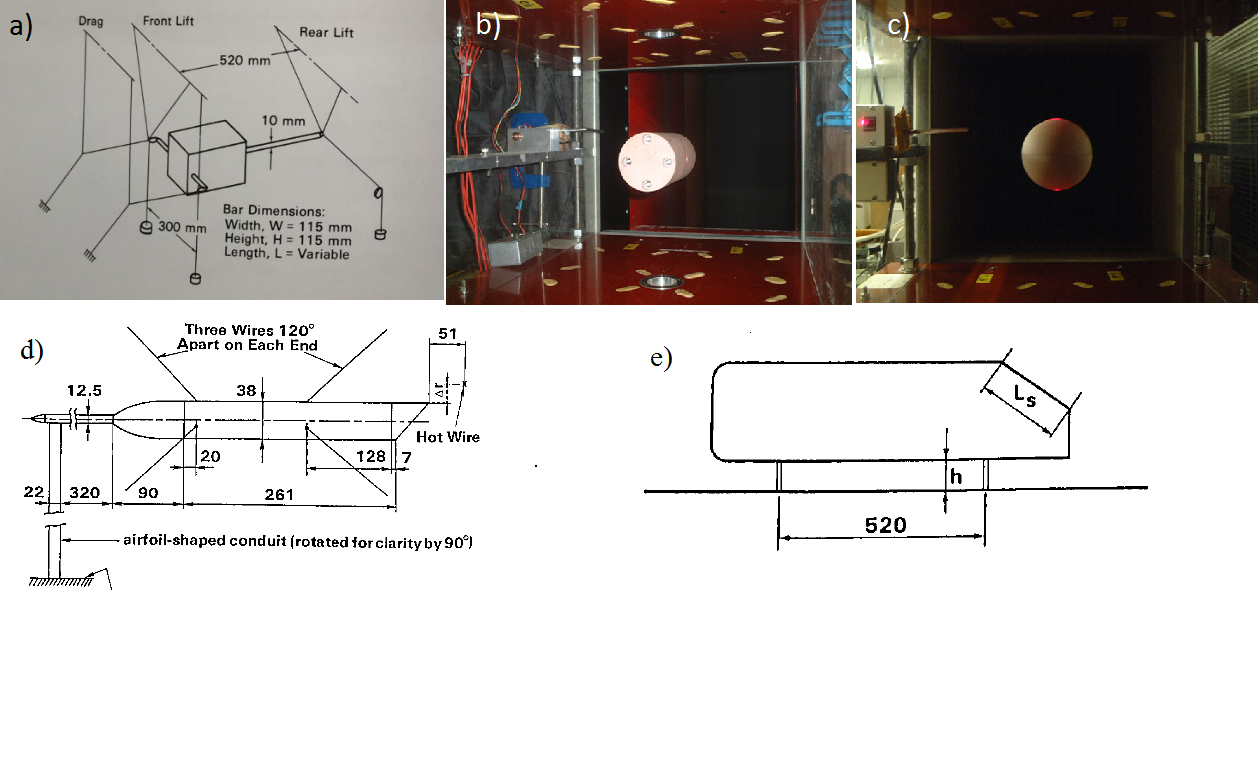 a)
Drag
Front Lift
Rear Lift
520 mm
10 mm
300 mm
Bar Dimensions:
Width, W = 115 mm
Height, H = 115 mm
Length, L = Variable
b)
c)
d)
Three Wires 120°
Apart on Each End
51
12.5
38
Δr
Hot Wire
20
128
7
22
320
90
261
airfoil-shaped conduit (rotated for clarity by 90°)
e)
Ls
h
520